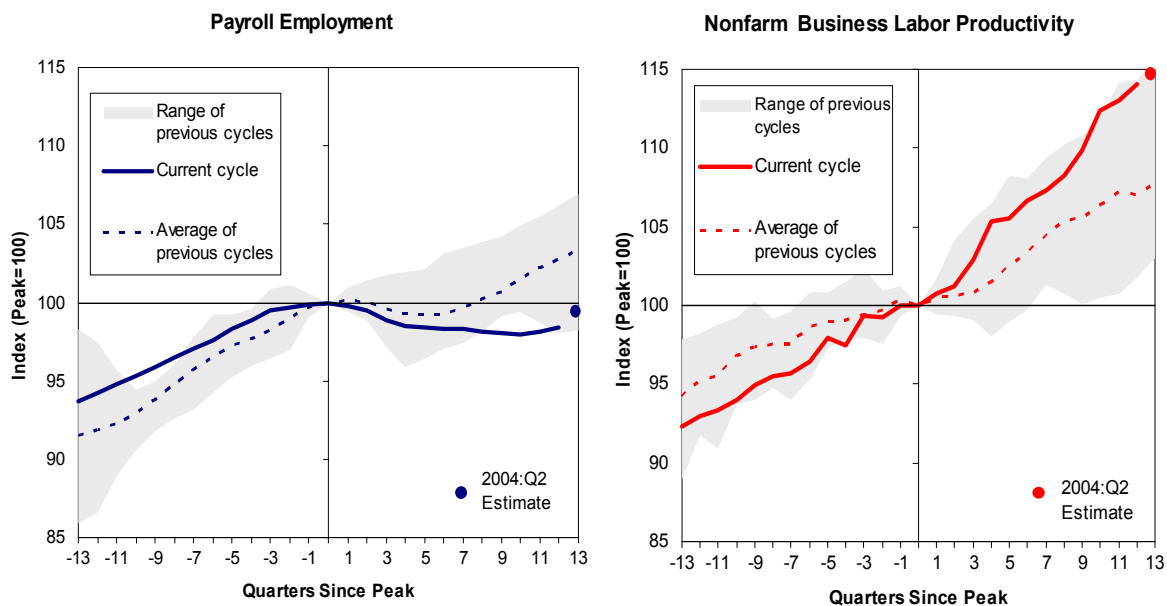 Payroll Employment
Index (Peak=100)
115
110
105
100
95
90
85
Range of
previous cycles
Current cycle
Average of
previous cycles
2004:Q2
Estimate
-13 -11 -9 -7 -5 -3 -1 1 3 5 7 9 11 13
Quarters Since Peak
Nonfarm Business Labor Productivity
Index (Peak=100)
115
110
105
100
95
90
85
Range of previous
cycles
Current cycle
Average of
previous cycles
2004:Q2
Estimate
-13 -11 -9 -7 -5 -3 -1 1 3 5 7 9 11 13
Quarters Since Peak